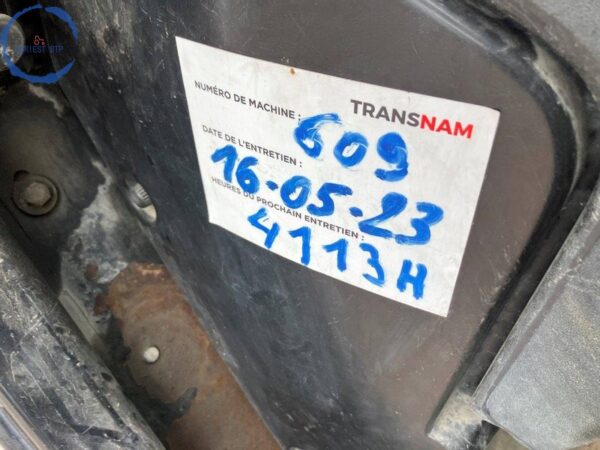 TRANSNAM
NUMÉRO DE MACHINE :
609
DATE DE L'ENTRETIEN :
16-05-23
HEURES DU PROCHAIN ENTRETIEN :
4113H